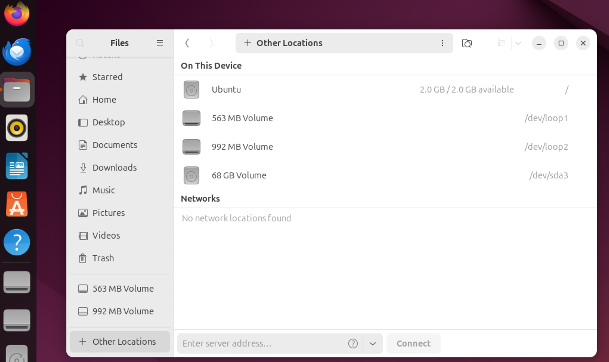 Files
Other Locations
On This Device
Starred
Ubuntu
2.0 GB / 2.0 GB available
/
Home
Desktop
563 MB Volume
/dev/loop1
Documents
992 MB Volume
/dev/loop2
Downloads
68 GB Volume
/dev/sda3
Music
Networks
Pictures
No network locations found
Videos
Trash
563 MB Volume
992 MB Volume
Other Locations
Enter server address…
Connect